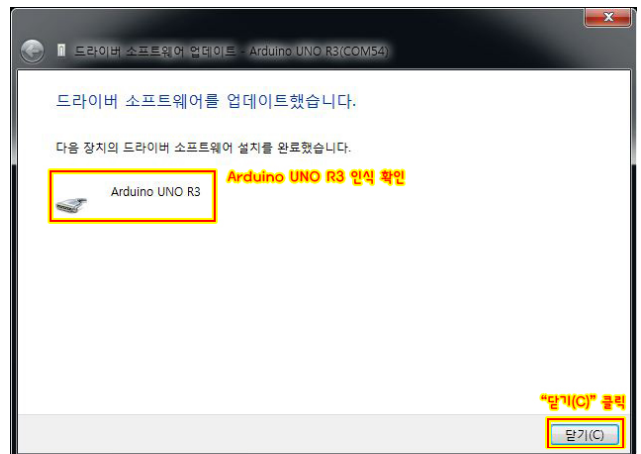 드라이버 소프트웨어 업데이트 - Arduino UNO R3(COM54)
드라이버 소프트웨어를 업데이트했습니다.
다음 장치의 드라이버 소프트웨어 설치를 완료했습니다.
Arduino UNO R3 인식 확인
Arduino UNO R3
“닫기(C)” 클릭
닫기(C)